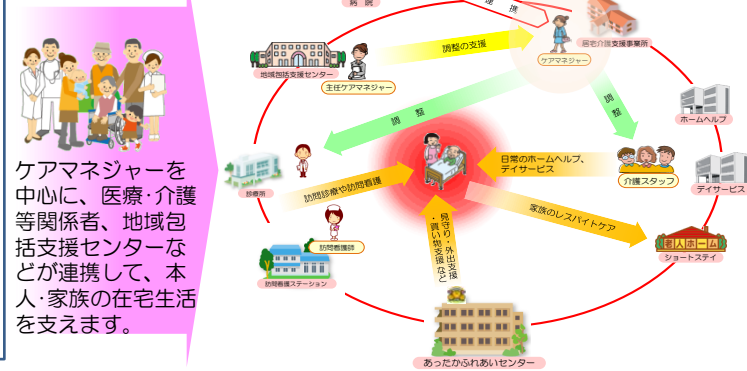 ケアマネジャーを
中心に、医療・介護
等関係者、地域包
括支援センターな
どが連携して、本
人・家族の在宅生活
を支えます。
病 院
連 携
居宅介護支援事業所
ケアマネジャー
調整の支援
地域包括支援センター
主任ケアマネジャー
調 整
調 整
ホームヘルプ
デイサービス
介護スタッフ
日常のホームヘルプ、
デイサービス
診療所
訪問診療や訪問看護
訪問看護師
訪問看護ステーション
家族のレスパイトケア
老人ホーム
ショートステイ
見守り・外出支援
・買い物支援 など
あったかふれあいセンター